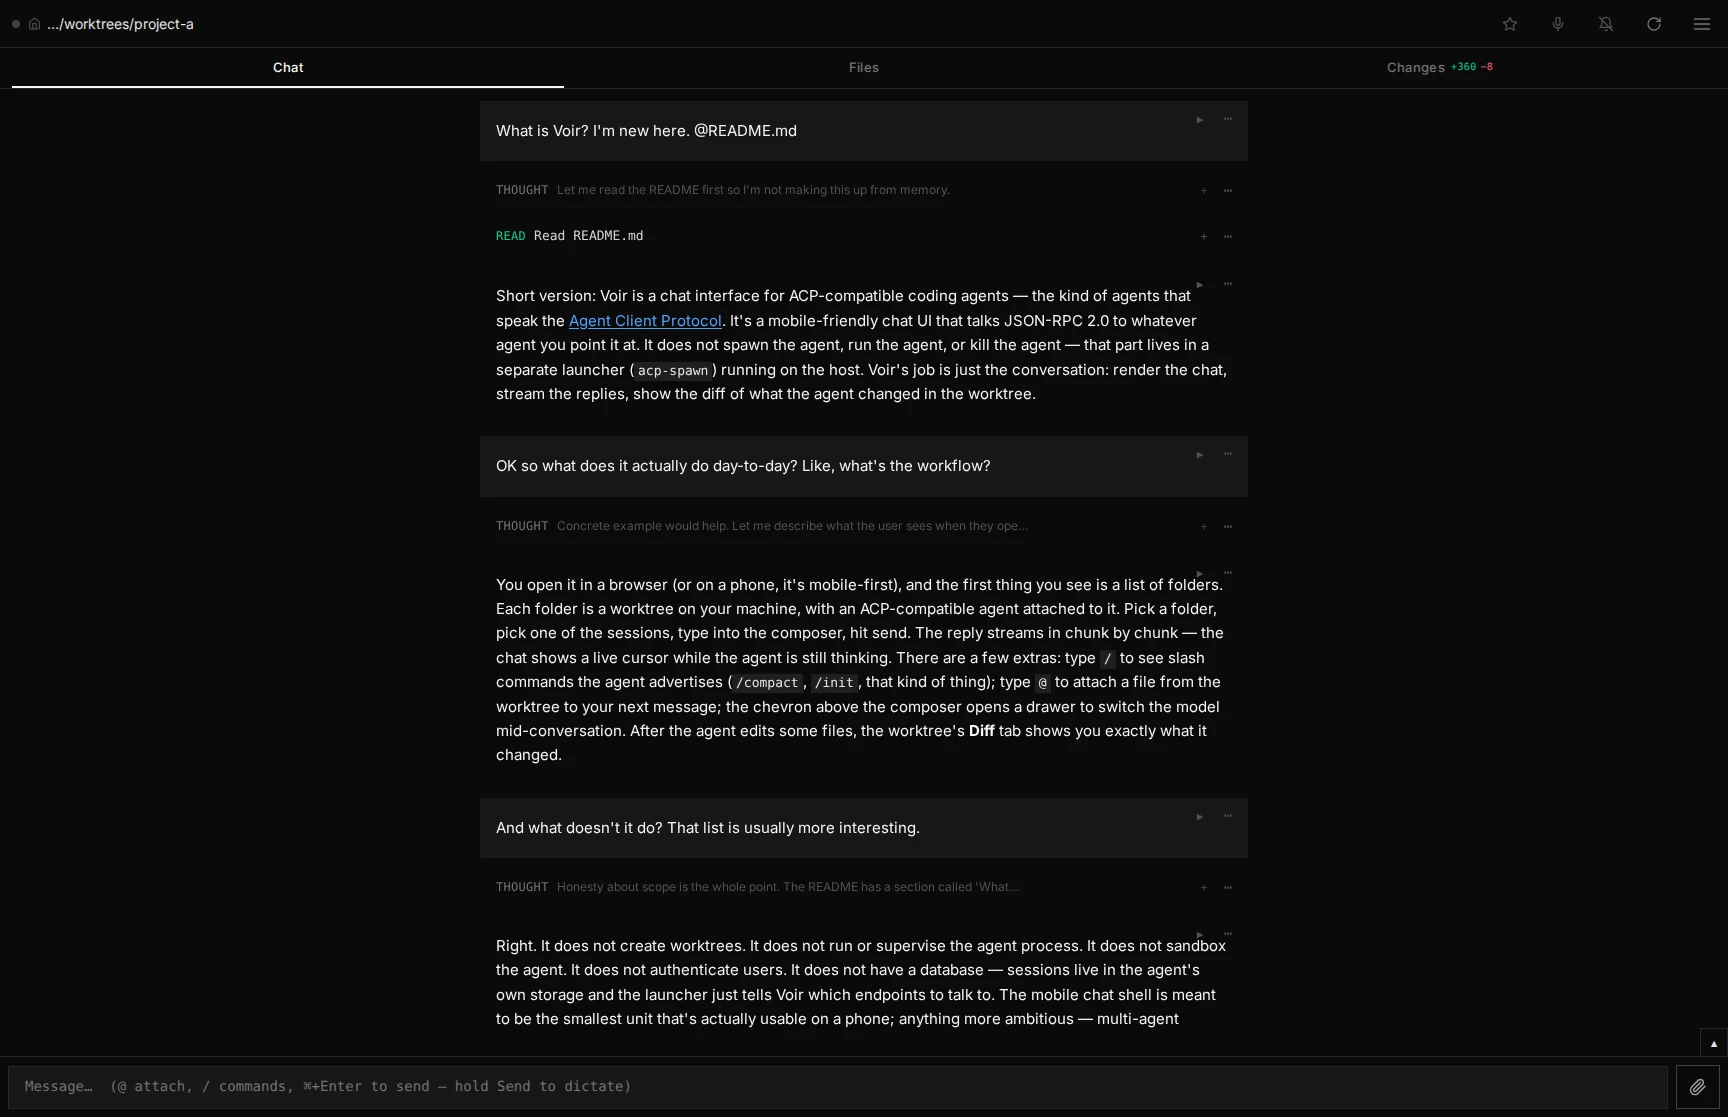 .../worktrees/project-a
Chat
Files
Changes +360 −8
What is Voir? I'm new here. @README.md
THOUGHT Let me read the README first so I'm not making this up from memory.
READ Read README.md
Short version: Voir is a chat interface for ACP-compatible coding agents — the kind of agents that
speak the Agent Client Protocol. It's a mobile-friendly chat UI that talks JSON-RPC 2.0 to whatever
agent you point it at. It does not spawn the agent, run the agent, or kill the agent — that part lives in a
separate launcher (acp-spawn) running on the host. Voir's job is just the conversation: render the chat,
stream the replies, show the diff of what the agent changed in the worktree.
OK so what does it actually do day-to-day? Like, what's the workflow?
THOUGHT Concrete example would help. Let me describe what the user sees when they ope…
You open it in a browser (or on a phone, it's mobile-first), and the first thing you see is a list of folders.
Each folder is a worktree on your machine, with an ACP-compatible agent attached to it. Pick a folder,
pick one of the sessions, type into the composer, hit send. The reply streams in chunk by chunk — the
chat shows a live cursor while the agent is still thinking. There are a few extras: type / to see slash
commands the agent advertises (/compact, /init, that kind of thing); type @ to attach a file from the
worktree to your next message; the chevron above the composer opens a drawer to switch the model
mid-conversation. After the agent edits some files, the worktree's Diff tab shows you exactly what it
changed.
And what doesn't it do? That list is usually more interesting.
THOUGHT Honesty about scope is the whole point. The README has a section called 'What…
Right. It does not create worktrees. It does not run or supervise the agent process. It does not sandbox
the agent. It does not authenticate users. It does not have a database — sessions live in the agent's
own storage and the launcher just tells Voir which endpoints to talk to. The mobile chat shell is meant
to be the smallest unit that's actually usable on a phone; anything more ambitious — multi-agent
Message… (@ attach, / commands, ⌘+Enter to send — hold Send to dictate)